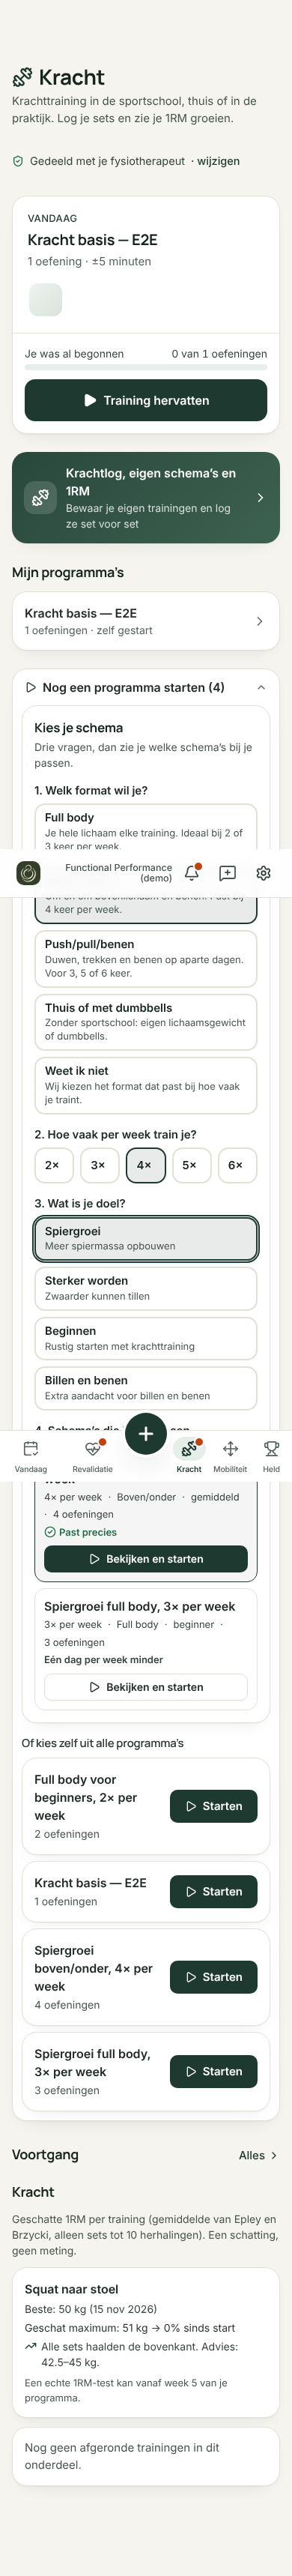 Kracht
Krachttraining in de sportschool, thuis of in de
praktijk. Log je sets en zie je 1RM groeien.
Gedeeld met je fysiotherapeut · wijzigen
VANDAAG
Kracht basis — E2E
1 oefening · ±5 minuten
Je was al begonnen 0 van 1 oefeningen
Training hervatten
Krachtlog, eigen schema's en
1RM
Bewaar je eigen trainingen en log
ze set voor set
Mijn programma's
Kracht basis — E2E
1 oefeningen · zelf gestart
Nog een programma starten (4)
Kies je schema
Drie vragen, dan zie je welke schema's bij je
passen.
1. Welk format wil je?
Full body
Je hele lichaam elke training. Ideaal bij 2 of
3 keer per week.
Functional Performance
(demo)
4 keer per week.
Push/pull/benen
Duwen, trekken en benen op aparte dagen.
Voor 3, 5 of 6 keer.
Thuis of met dumbbells
Zonder sportschool: eigen lichaamsgewicht
of dumbbells.
Weet ik niet
Wij kiezen het format dat past bij hoe vaak
je traint.
2. Hoe vaak per week train je?
2× 3× 4× 5× 6×
3. Wat is je doel?
Spiergroei
Meer spiermassa opbouwen
Sterker worden
Zwaarder kunnen tillen
Beginnen
Rustig starten met krachttraining
Billen en benen
Extra aandacht voor billen en benen
Vandaag Revalidatie Kracht Mobiliteit Held
4× per week · Boven/onder · gemiddeld
· 4 oefeningen
Past precies
Bekijken en starten
Spiergroei full body, 3× per week
3× per week · Full body · beginner ·
3 oefeningen
Eén dag per week minder
Bekijken en starten
Of kies zelf uit alle programma's
Full body voor
beginners, 2× per
week
2 oefeningen
Starten
Kracht basis — E2E
1 oefeningen
Starten
Spiergroei
boven/onder, 4× per
week
4 oefeningen
Starten
Spiergroei full body,
3× per week
3 oefeningen
Starten
Voortgang Alles
Kracht
Geschatte 1RM per training (gemiddelde van Epley en
Brzycki, alleen sets tot 10 herhalingen). Een schatting,
geen meting.
Squat naar stoel
Beste: 50 kg (15 nov 2026)
Geschat maximum: 51 kg → 0% sinds start
Alle sets haalden de bovenkant. Advies:
42.5–45 kg.
Een echte 1RM-test kan vanaf week 5 van je
programma.
Nog geen afgeronde trainingen in dit
onderdeel.